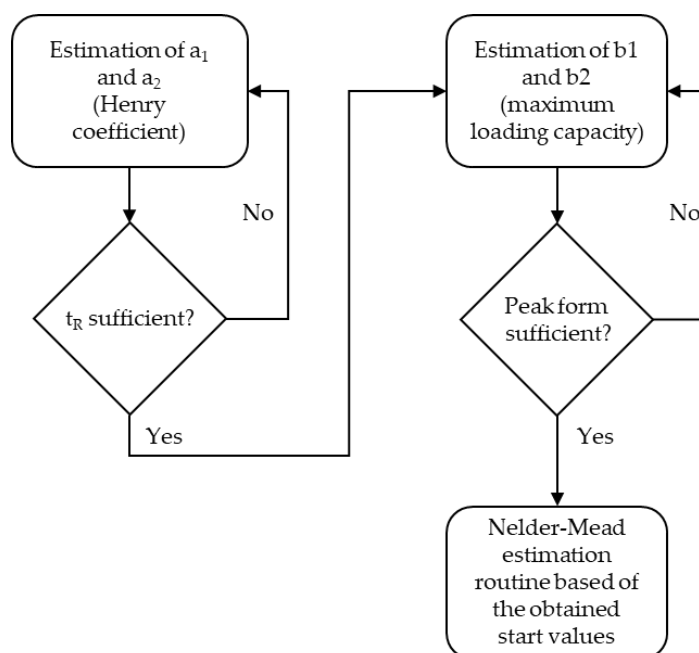 Estimation of a₁
and a₂
(Henry
coefficient)
No
t_R sufficient?
Yes
Estimation of b1
and b2
(maximum
loading capacity)
No
Peak form
sufficient?
Yes
Nelder-Mead
estimation
routine based of
the obtained
start values